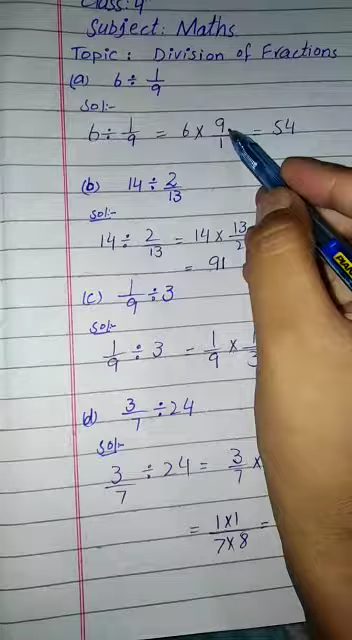 Class: 4
Subject: Maths
Topic: Division of Fractions
(a) 6 ÷ 1/9
Sol:-
6 ÷ 1/9 = 6 × 9/1 = 54
(b) 14 ÷ 2/13
Sol:-
14 ÷ 2/13 = 14 × 13/2
= 91
(c) 1/9 ÷ 3
Sol:-
1/9 ÷ 3 = 1/9 × 1/3
(d) 3/7 ÷ 24
Sol:-
3/7 ÷ 24 = 3/7 ×
= 1×1/7×8 =